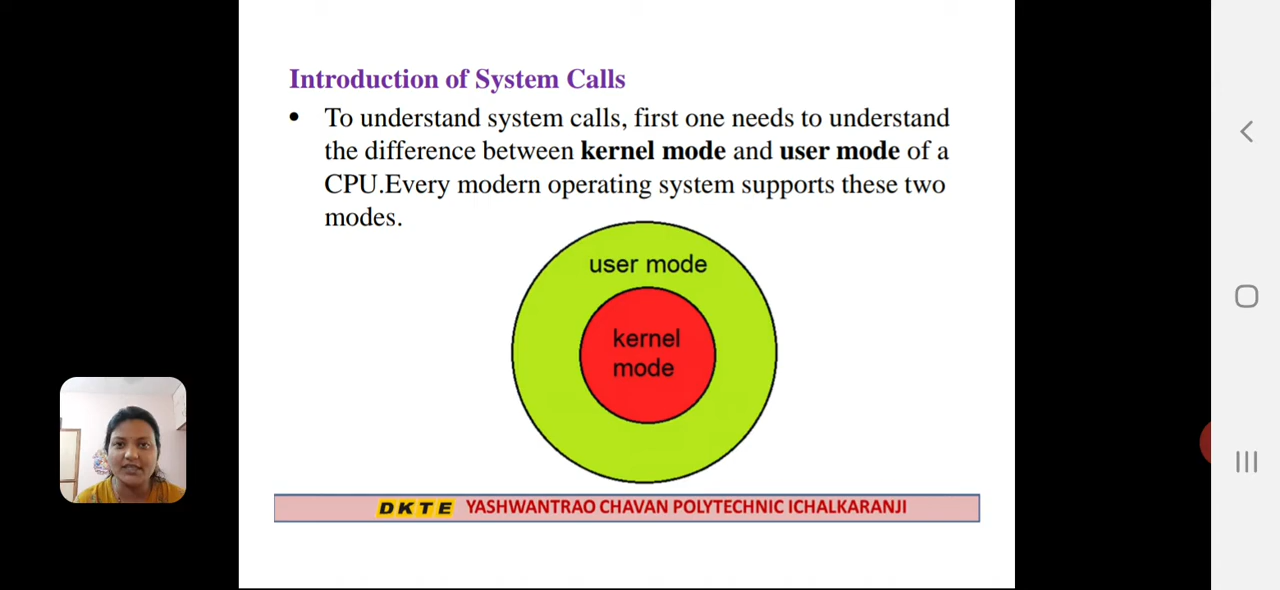 Introduction of System Calls
• To understand system calls, first one needs to understand
the difference between kernel mode and user mode of a
CPU.Every modern operating system supports these two
modes.
user mode
kernel
mode
DKTE YASHWANTRAO CHAVAN POLYTECHNIC ICHALKARANJI